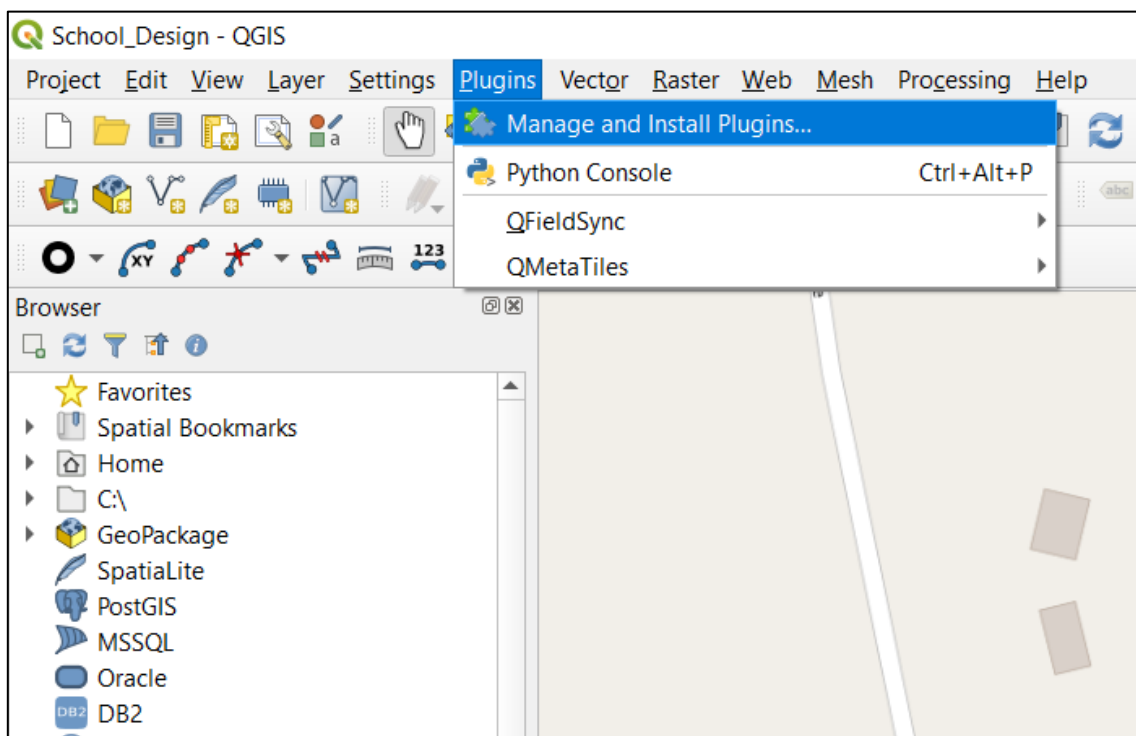 School_Design - QGIS
Project Edit View Layer Settings Plugins Vector Raster Web Mesh Processing Help
Manage and Install Plugins...
a
Python Console Ctrl+Alt+P
abc
QFieldSync
XY 123
QMetaTiles
Browser
Favorites
Spatial Bookmarks
Home
C:\
GeoPackage
SpatiaLite
PostGIS
MSSQL
Oracle
DB2 DB2